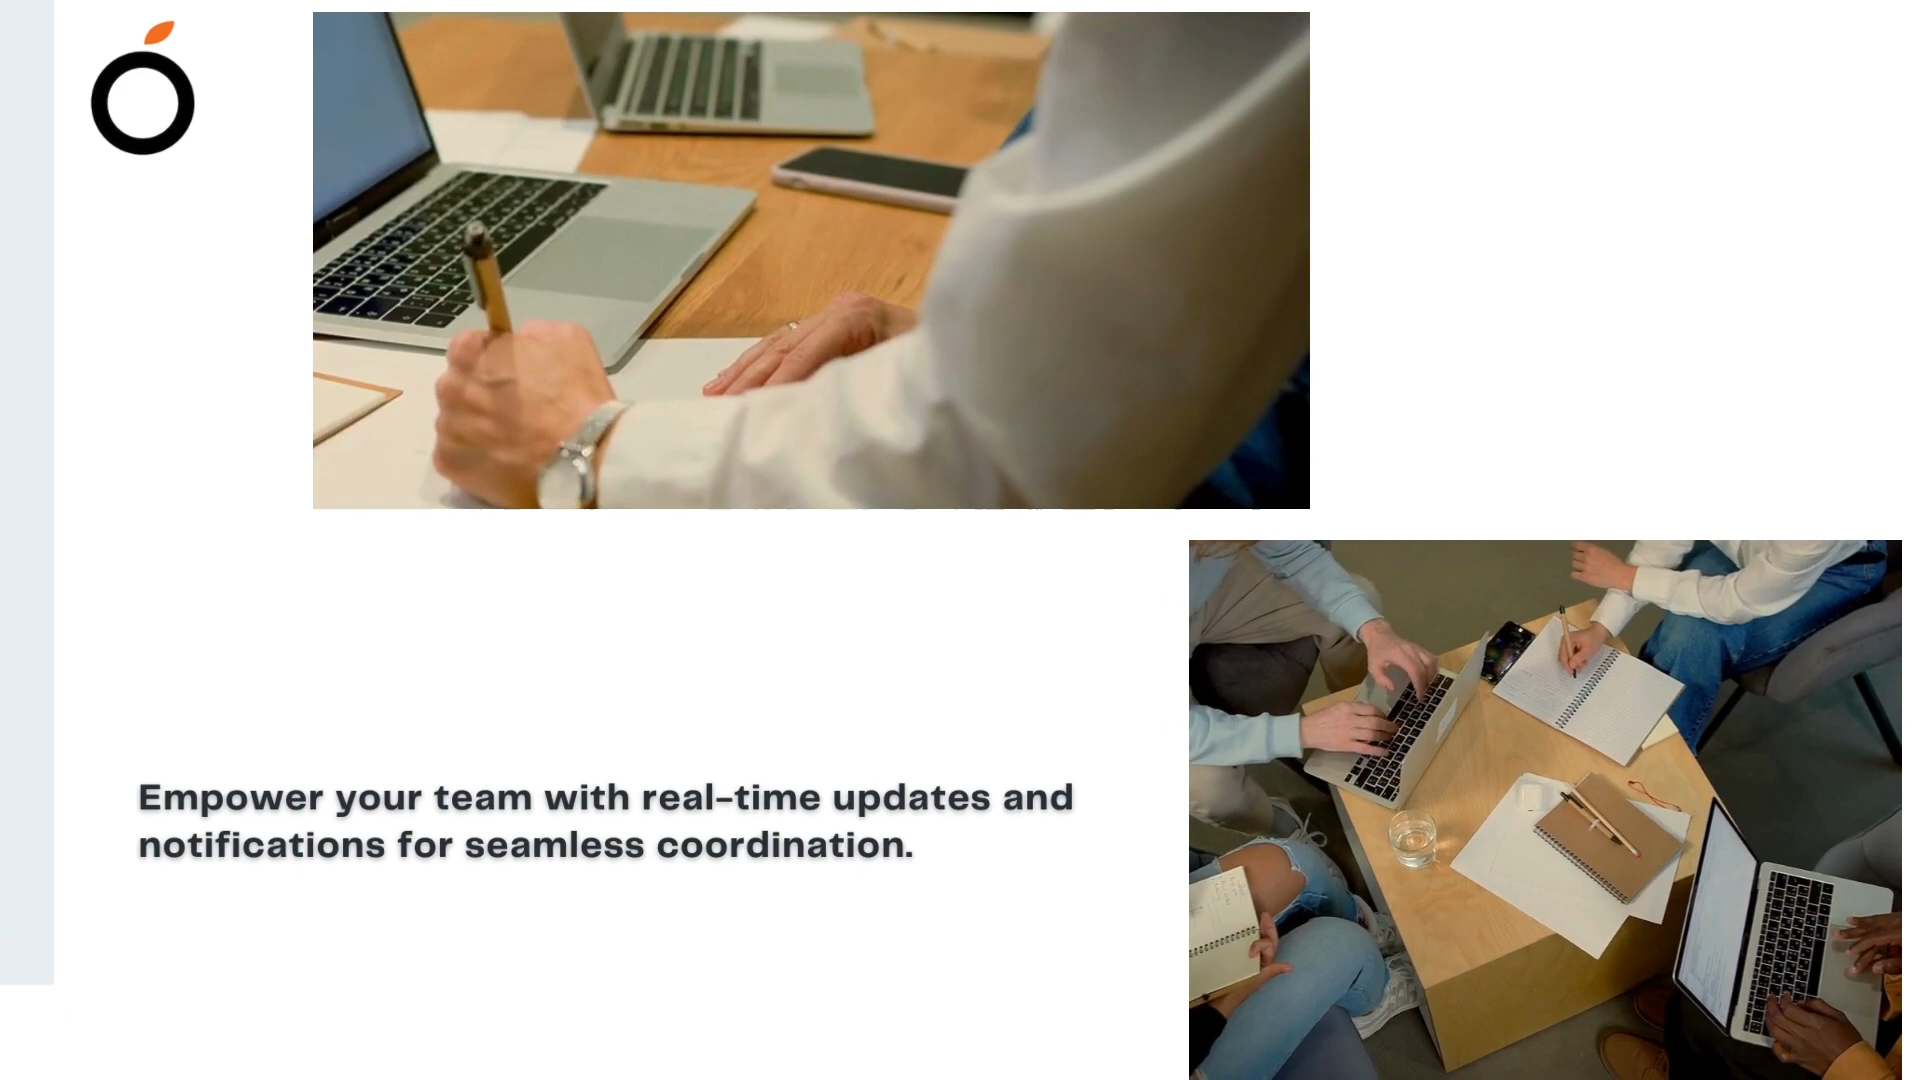 Empower your team with real-time updates and
notifications for seamless coordination.